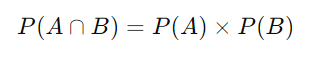 P(A ∩ B) = P(A) × P(B)